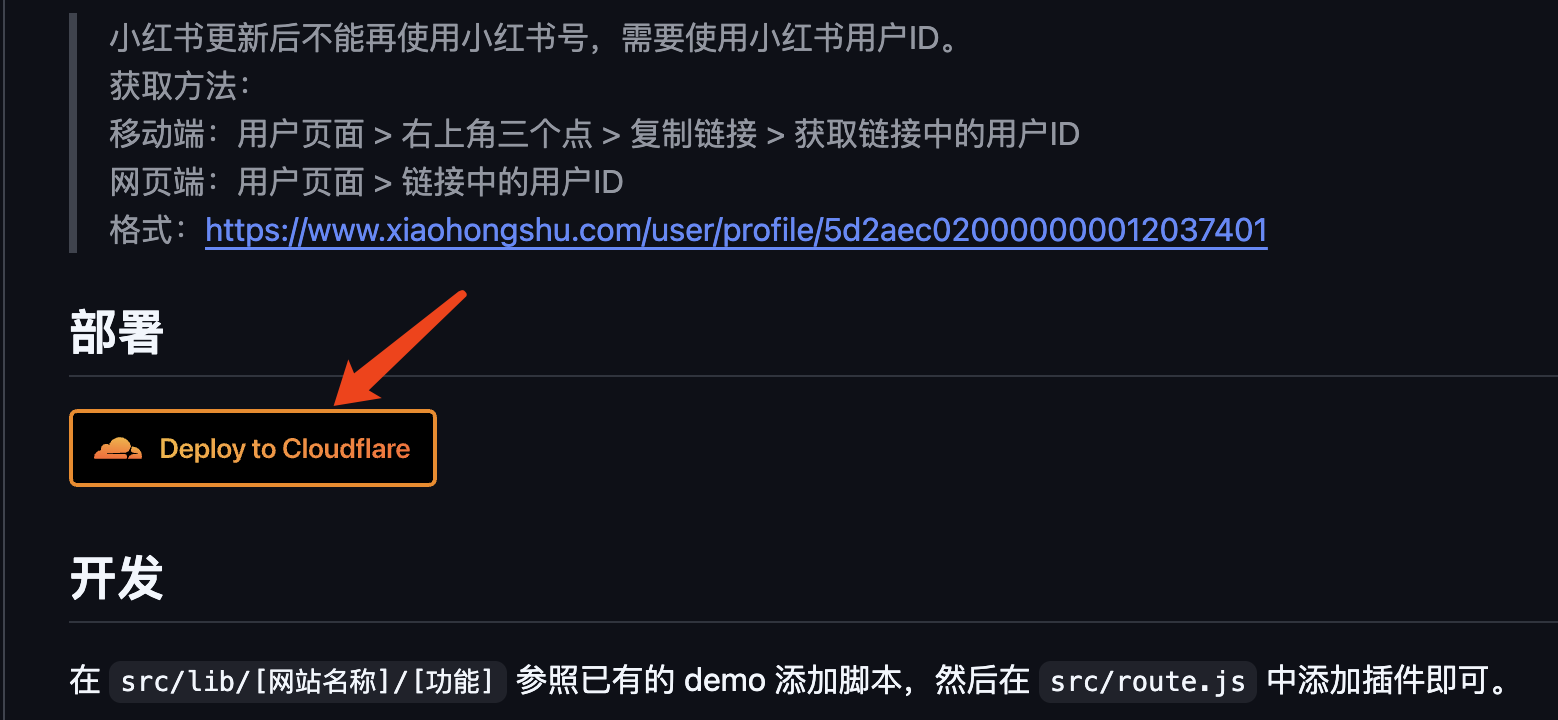 小红书更新后不能再使用小红书号，需要使用小红书用户ID。
获取方法：
移动端：用户页面 > 右上角三个点 > 复制链接 > 获取链接中的用户ID
网页端：用户页面 > 链接中的用户ID
格式：https://www.xiaohongshu.com/user/profile/5d2aec020000000012037401
部署
Deploy to Cloudflare
开发
在 src/lib/[网站名称]/[功能] 参照已有的 demo 添加脚本，然后在 src/route.js 中添加插件即可。